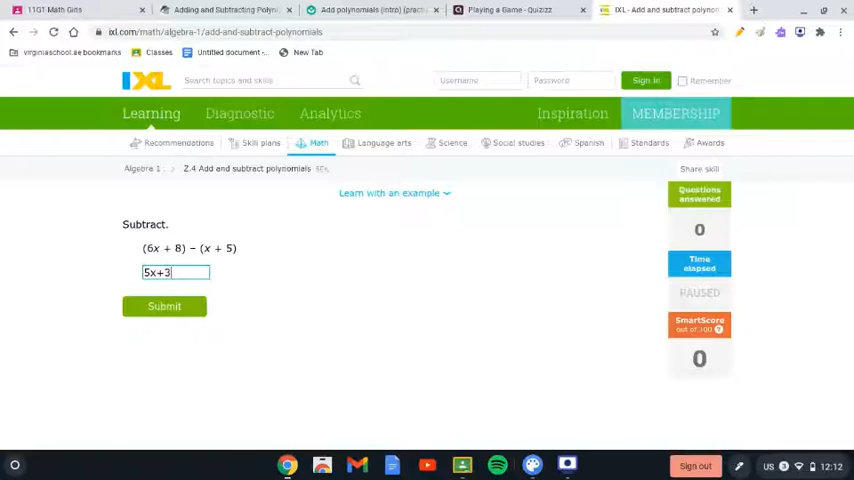 11G1 Math Girls
Adding and Subtracting Polyn
Add polynomials (intro) (practi
Playing a Game - Quizizz
IXL - Add and subtract polynom
ixl.com/math/algebra-1/add-and-subtract-polynomials
virginiaschool.ae bookmarks
Classes
Untitled document -...
New Tab
IXL
Search topics and skills
Username
Password
Sign in
Remember
Learning
Diagnostic
Analytics
Inspiration
MEMBERSHIP
Recommendations
Skill plans
Math
Language arts
Science
Social studies
Spanish
Standards
Awards
Algebra 1
Z.4 Add and subtract polynomials
Share skill
Learn with an example
Questions
answered
0
Time
elapsed
PAUSED
SmartScore
out of 100 ?
0
Subtract.
(6x + 8) − (x + 5)
5x+3
Submit
Sign out
US
3
12:12